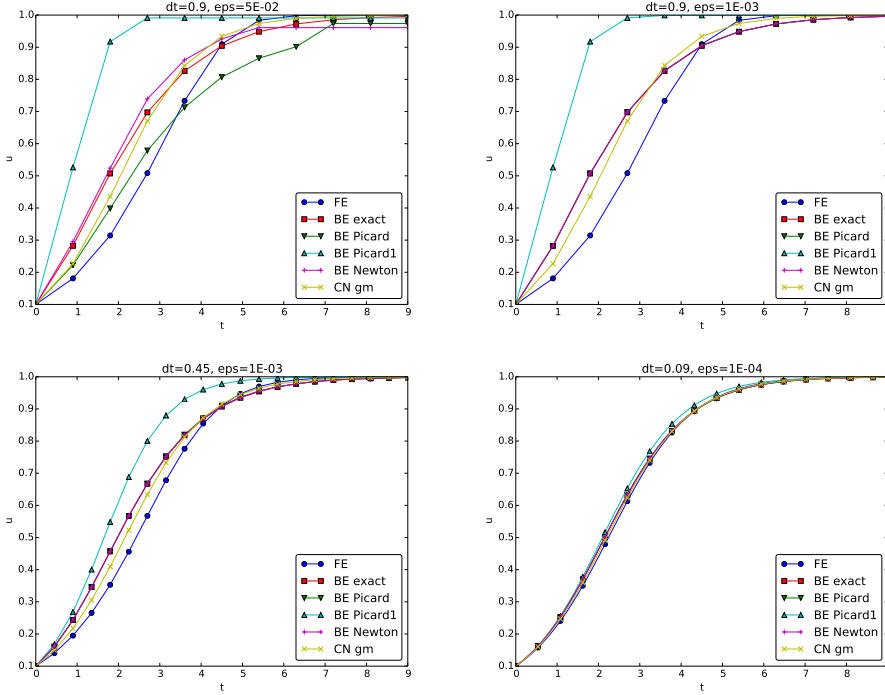 dt=0.9, eps=5E-02
1.0
0.9
0.8
0.7
0.6
0.5
0.4
0.3
0.2
0.1
u
0 1 2 3 4 5 6 7 8 9
t
FE
BE exact
BE Picard
BE Picard1
BE Newton
CN gm
dt=0.9, eps=1E-03
1.0
0.9
0.8
0.7
0.6
0.5
0.4
0.3
0.2
0.1
u
0 1 2 3 4 5 6 7 8
t
FE
BE exact
BE Picard
BE Picard1
BE Newton
CN gm
dt=0.45, eps=1E-03
1.0
0.9
0.8
0.7
0.6
0.5
0.4
0.3
0.2
0.1
u
0 1 2 3 4 5 6 7 8 9
t
FE
BE exact
BE Picard
BE Picard1
BE Newton
CN gm
dt=0.09, eps=1E-04
1.0
0.9
0.8
0.7
0.6
0.5
0.4
0.3
0.2
0.1
u
0 1 2 3 4 5 6 7 8
t
FE
BE exact
BE Picard
BE Picard1
BE Newton
CN gm